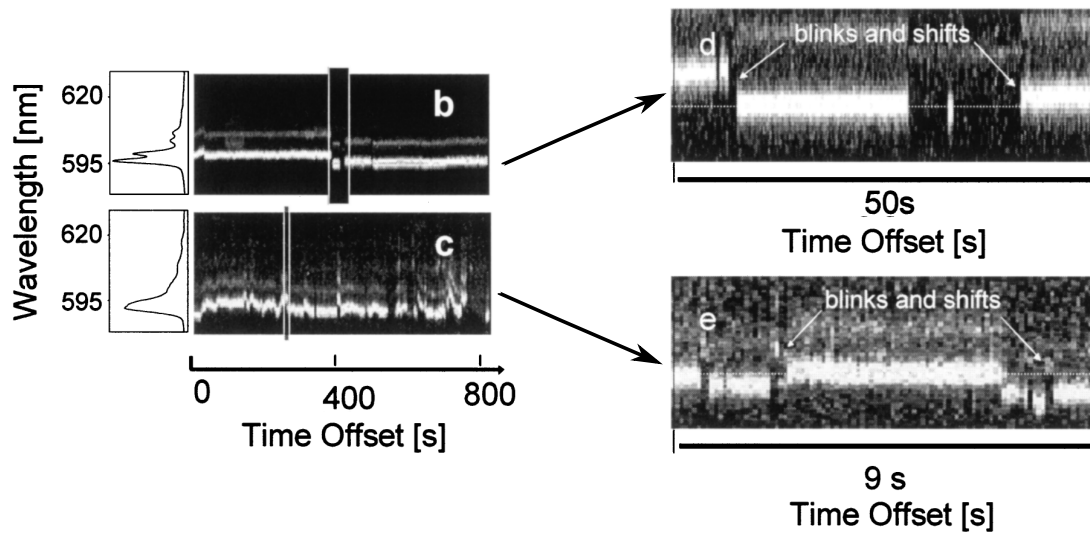 Wavelength [nm]
620
595
b
620
595
c
0
400
800
Time Offset [s]
d
blinks and shifts
50s
Time Offset [s]
e
blinks and shifts
9 s
Time Offset [s]